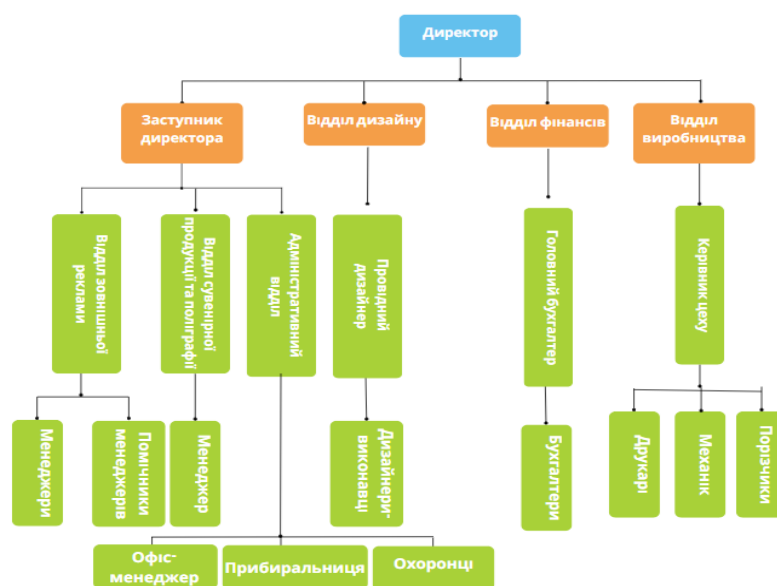 Директор
Заступник
директора
Відділ дизайну
Відділ фінансів
Відділ
виробництва
Відділ зовнішньої
реклами
Відділ сувенірної
продукції та поліграфії
Адміністративний
відділ
Провідний
дизайнер
Головний бухгалтер
Керівник цеху
Менеджери
Помічники
менеджерів
Менеджер
Дизайнери-
виконавці
Бухгалтери
Друкарі
Механік
Порізчики
Офіс-
менеджер
Прибиральниця
Охоронці